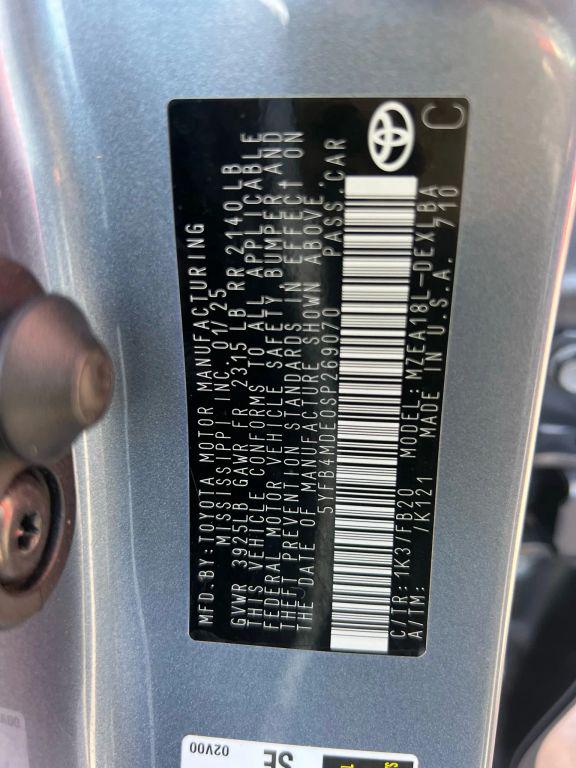 MFD. BY: TOYOTA MOTOR MANUFACTURING
MISSISSIPPI INC. 01/25
GVWR 3925LB GAWR FR 2315 LB RR 2140LB
THIS VEHICLE CONFORMS TO ALL APPLICABLE
FEDERAL MOTOR VEHICLE SAFETY, BUMPER AND
THEFT PREVENTION STANDARDS IN EFFECT ON
THE DATE OF MANUFACTURE SHOWN ABOVE.
5YFB4MDE0SP269070 PASS. CAR
C/TR: 1K3/FB20 MODEL: MZEA18L-DEXLBA
A/TM: /K121 MADE IN U.S.A. 710
C
02V00
SE